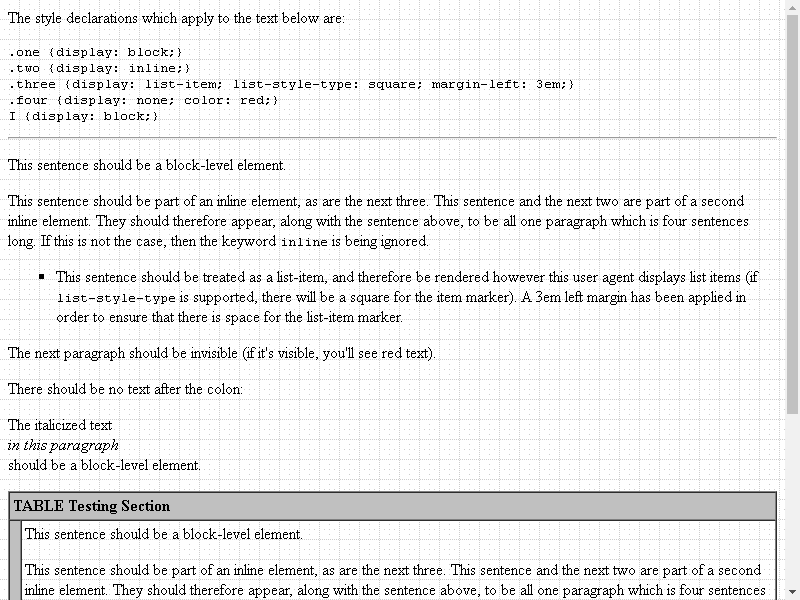 The style declarations which apply to the text below are:
.one {display: block;}
.two {display: inline;}
.three {display: list-item; list-style-type: square; margin-left: 3em;}
.four {display: none; color: red;}
I {display: block;}
This sentence should be a block-level element.
This sentence should be part of an inline element, as are the next three. This sentence and the next two are part of a second
inline element. They should therefore appear, along with the sentence above, to be all one paragraph which is four sentences
long. If this is not the case, then the keyword inline is being ignored.
This sentence should be treated as a list-item, and therefore be rendered however this user agent displays list items (if
list-style-type is supported, there will be a square for the item marker). A 3em left margin has been applied in
order to ensure that there is space for the list-item marker.
The next paragraph should be invisible (if it's visible, you'll see red text).
There should be no text after the colon:
The italicized text
in this paragraph
should be a block-level element.
TABLE Testing Section
This sentence should be a block-level element.
This sentence should be part of an inline element, as are the next three. This sentence and the next two are part of a second
inline element. They should therefore appear, along with the sentence above, to be all one paragraph which is four sentences